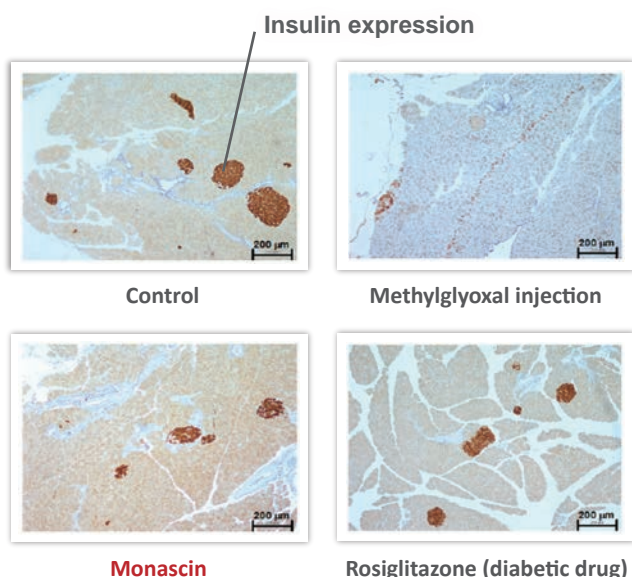 Insulin expression
200 µm
200 µm
Control
Methylglyoxal injection
200 µm
200 µm
Monascin
Rosiglitazone (diabetic drug)